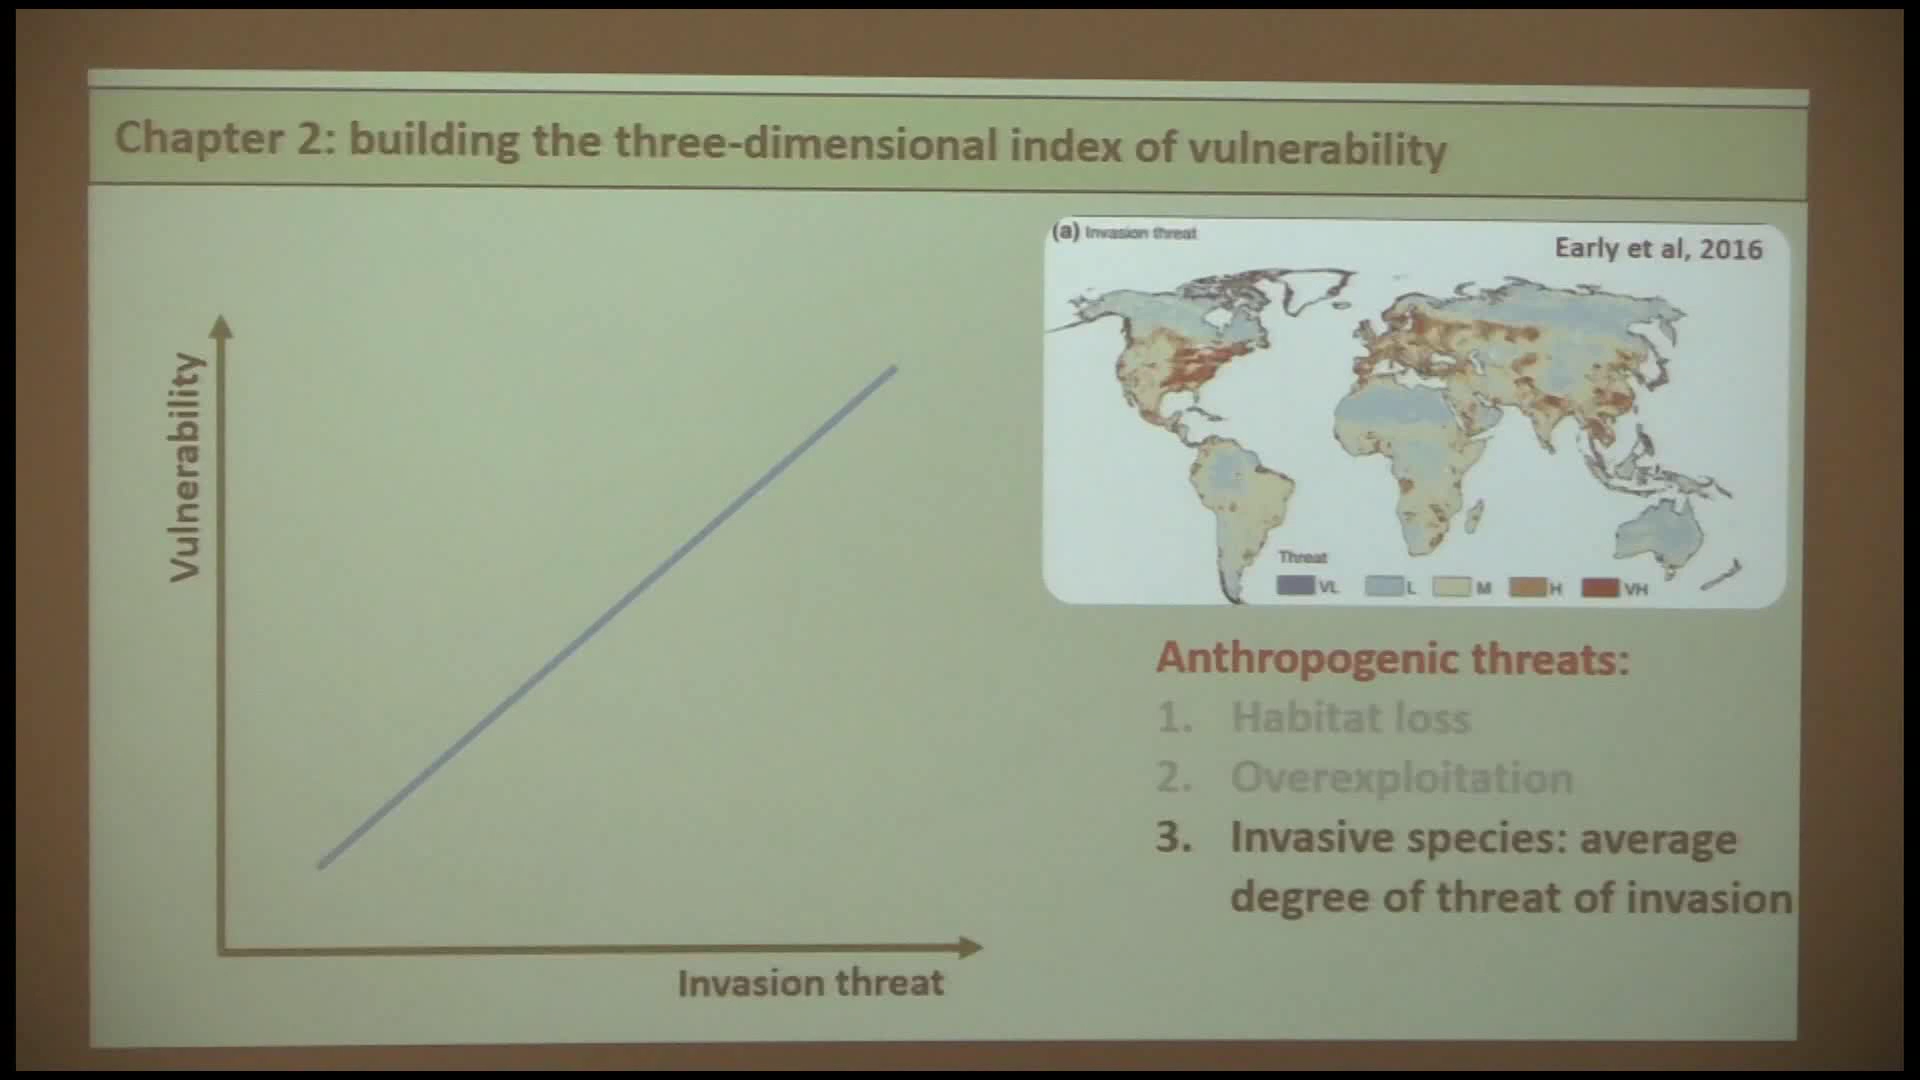 Chapter 2: building the three-dimensional index of vulnerability
Vulnerability
Invasion threat
(a) Invasion threat
Early et al, 2016
Threat
VL L M H VH
Anthropogenic threats:
1. Habitat loss
2. Overexploitation
3. Invasive species: average
degree of threat of invasion